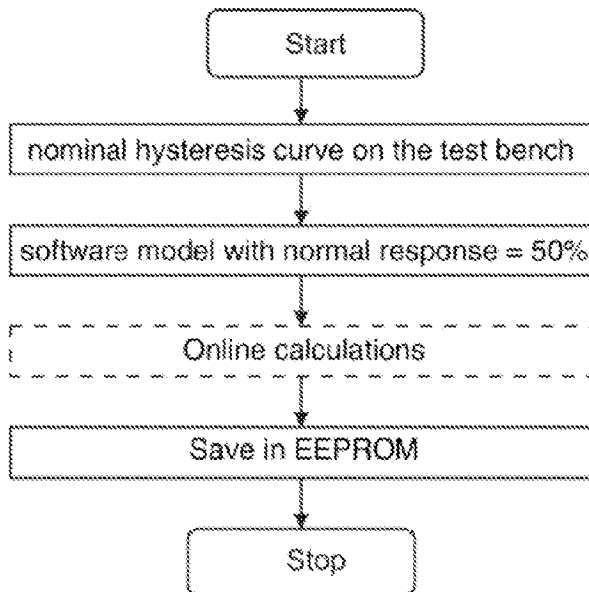 Start
nominal hysteresis curve on the test bench
software model with normal response = 50%
Online calculations
Save in EEPROM
Stop